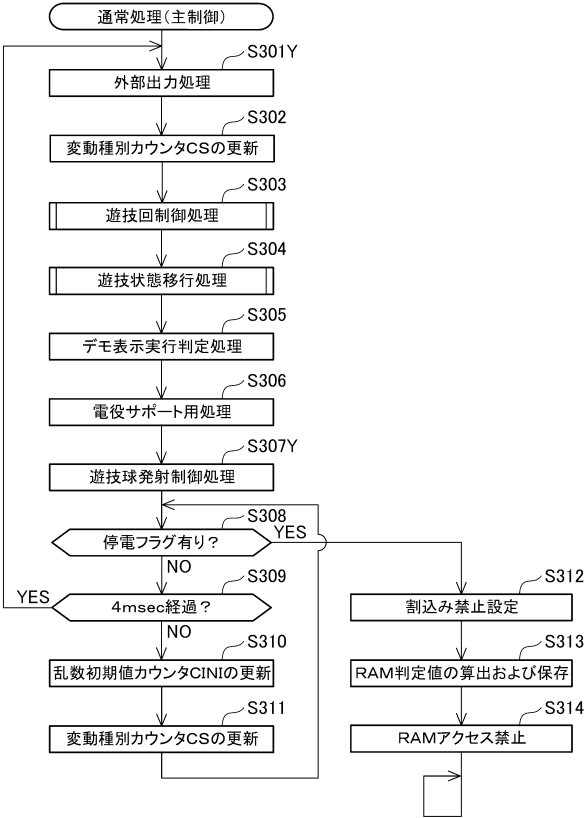 通常処理(主制御)
S301Y
外部出力処理
S302
変動種別カウンタCSの更新
S303
遊技回制御処理
S304
遊技状態移行処理
S305
デモ表示実行判定処理
S306
電役サポート用処理
S307Y
遊技球発射制御処理
S308
停電フラグ有り?
YES
NO
S309
4msec経過?
YES
NO
S310
乱数初期値カウンタCINIの更新
S311
変動種別カウンタCSの更新
S312
割込み禁止設定
S313
RAM判定値の算出および保存
S314
RAMアクセス禁止